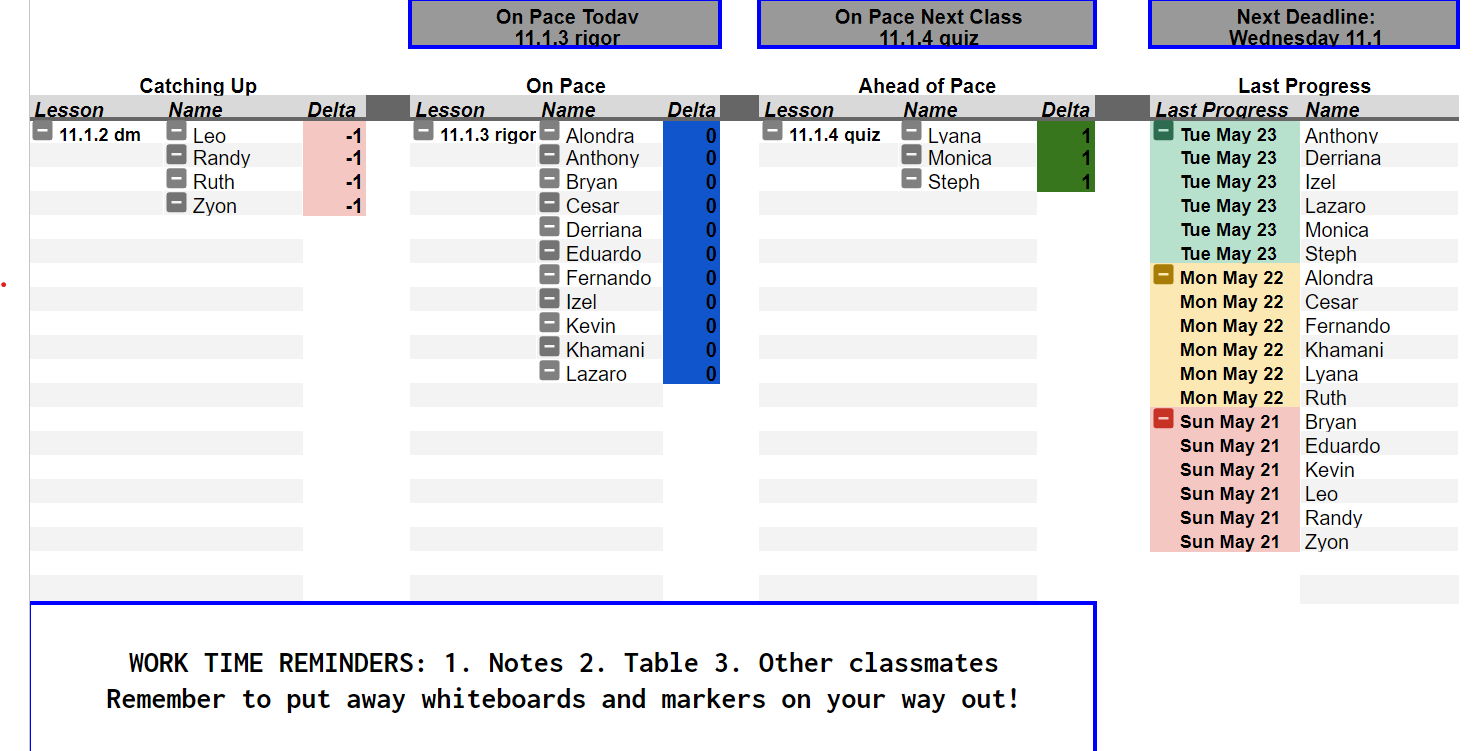 On Pace Today
11.1.3 rigor
On Pace Next Class
11.1.4 quiz
Next Deadline:
Wednesday 11.1
Catching Up
Lesson Name Delta
11.1.2 dm Leo -1
Randy -1
Ruth -1
Zyon -1
On Pace
Lesson Name Delta
11.1.3 rigor Alondra 0
Anthony 0
Bryan 0
Cesar 0
Derriana 0
Eduardo 0
Fernando 0
Izel 0
Kevin 0
Khamani 0
Lazaro 0
Ahead of Pace
Lesson Name Delta
11.1.4 quiz Lyana 1
Monica 1
Steph 1
Last Progress
Last Progress Name
Tue May 23 Anthony
Tue May 23 Derriana
Tue May 23 Izel
Tue May 23 Lazaro
Tue May 23 Monica
Tue May 23 Steph
Mon May 22 Alondra
Mon May 22 Cesar
Mon May 22 Fernando
Mon May 22 Khamani
Mon May 22 Lyana
Mon May 22 Ruth
Sun May 21 Bryan
Sun May 21 Eduardo
Sun May 21 Kevin
Sun May 21 Leo
Sun May 21 Randy
Sun May 21 Zyon
WORK TIME REMINDERS: 1. Notes 2. Table 3. Other classmates
Remember to put away whiteboards and markers on your way out!